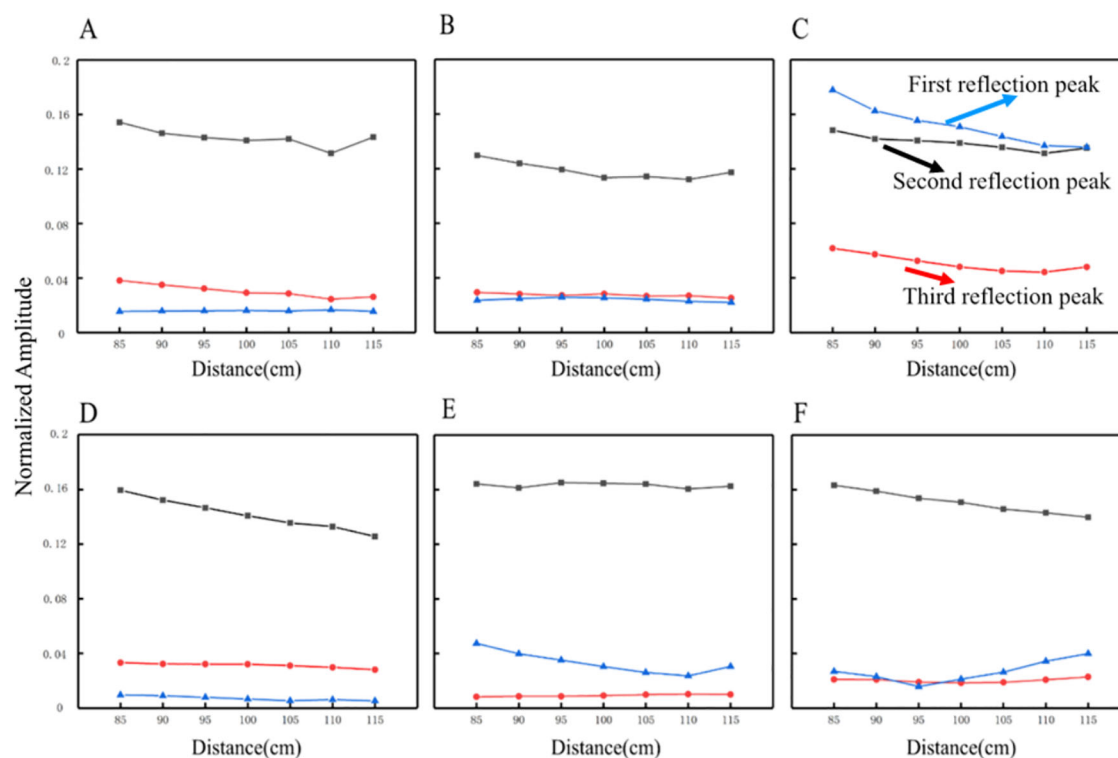 A
B
C
0.2
0.16
0.12
0.08
0.04
0
First reflection peak
Second reflection peak
Third reflection peak
85 90 95 100 105 110 115
85 90 95 100 105 110 115
85 90 95 100 105 110 115
Distance(cm)
Distance(cm)
Distance(cm)
Normalized Amplitude
D
E
F
0.2
0.16
0.12
0.08
0.04
0
85 90 95 100 105 110 115
85 90 95 100 105 110 115
85 90 95 100 105 110 115
Distance(cm)
Distance(cm)
Distance(cm)